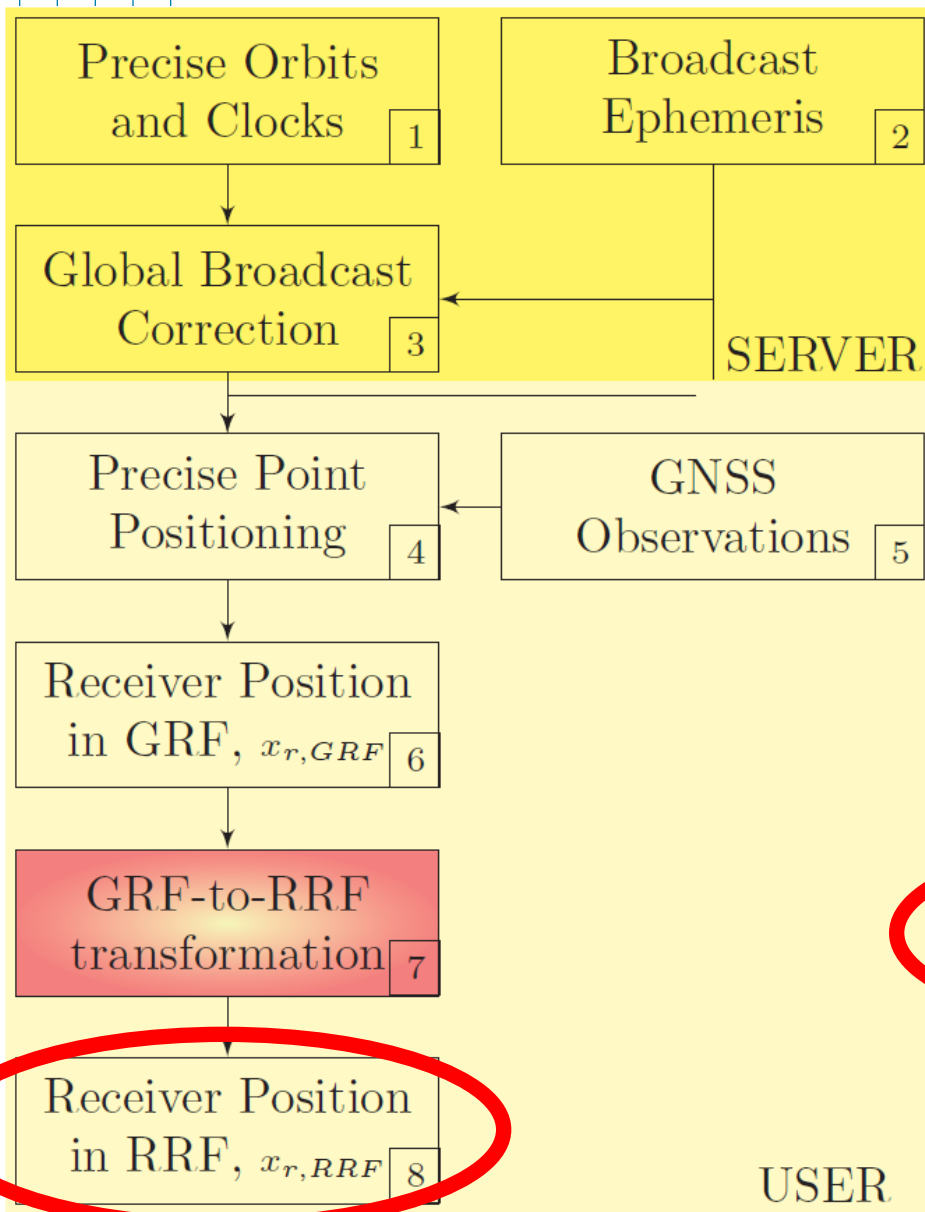 Precise Orbits
and Clocks
1
Broadcast
Ephemeris
2
Global Broadcast
Correction
3
SERVER
Precise Point
Positioning
4
GNSS
Observations
5
Receiver Position
in GRF, x_{r,GRF}
6
GRF-to-RRF
transformation
7
Receiver Position
in RRF, x_{r,RRF}
8
USER